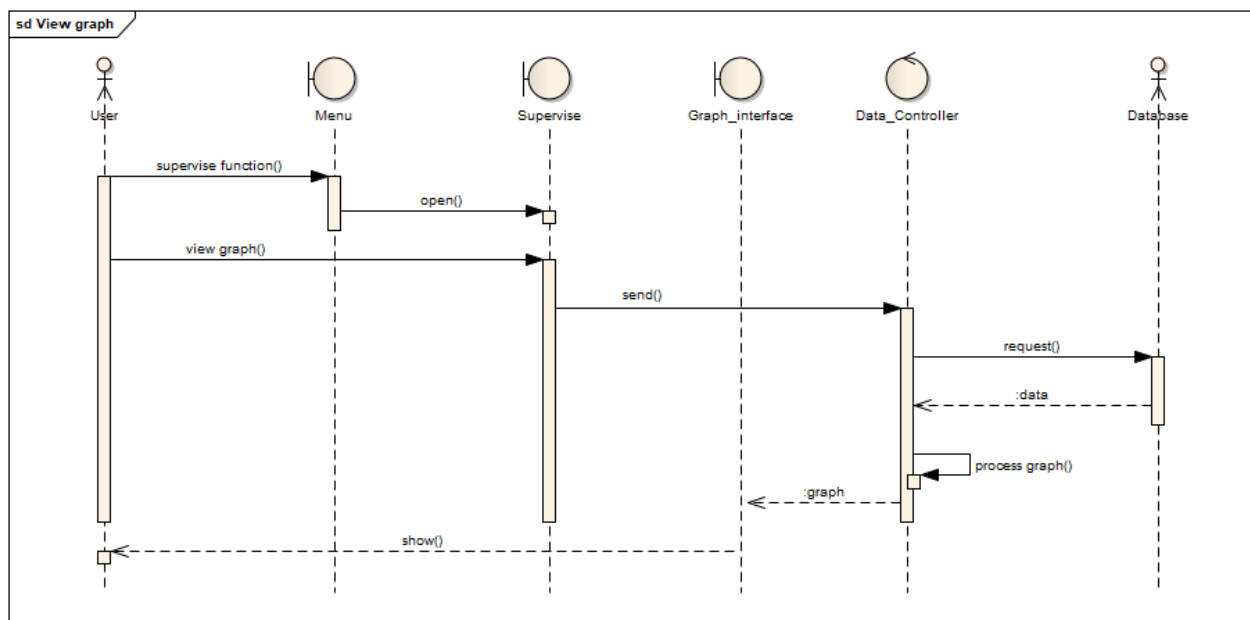 sd View graph
User
Menu
Supervise
Graph_interface
Data_Controller
Database
supervise function()
open()
view graph()
send()
request()
:data
process graph()
:graph
show()